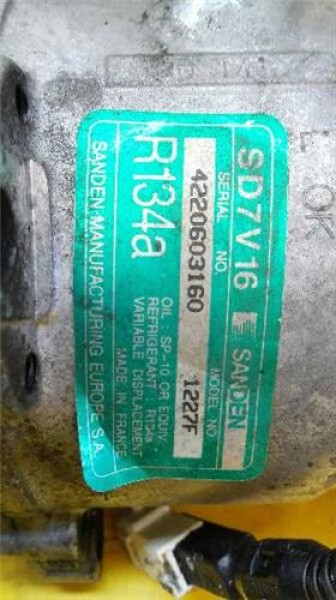 SD7V16 SANDEN
SERIAL NO. MODEL NO.
4220603160 1227F
R134a
OIL: SP-10 OR EQUIV.
REFRIGERANT: R134a
VARIABLE DISPLACEMENT
MADE IN FRANCE
SANDEN MANUFACTURING EUROPE S.A.
L OK